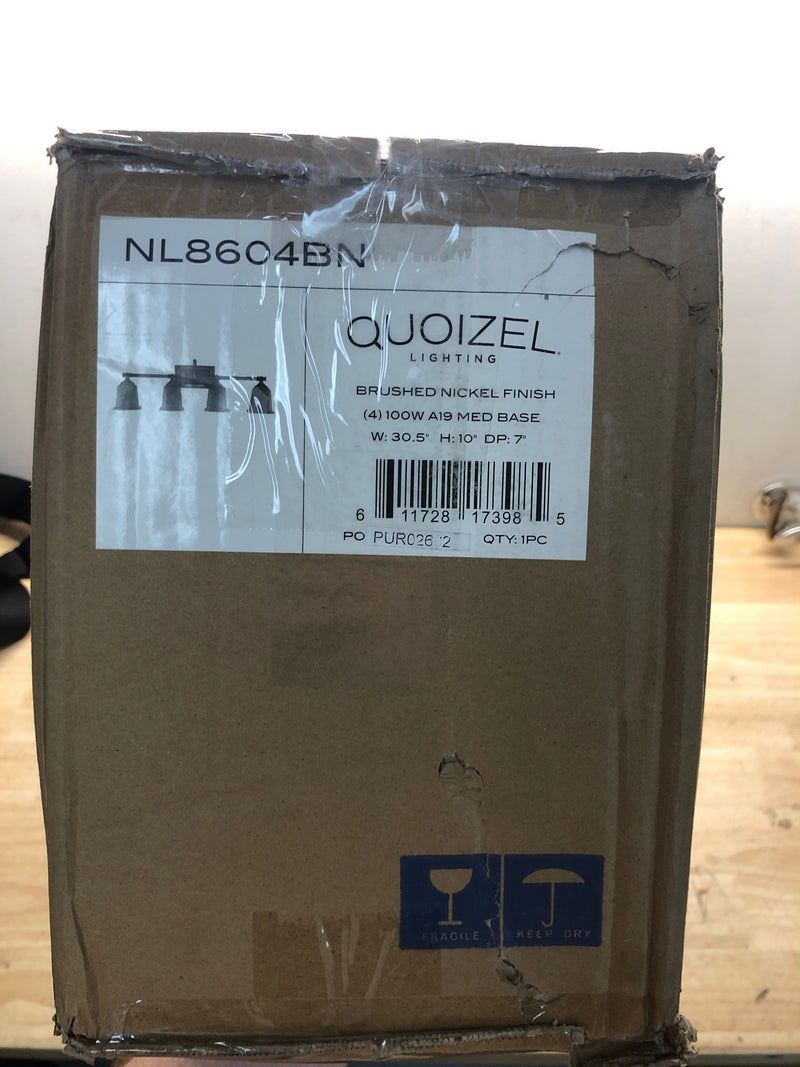 NL8604BN
QUOIZEL
LIGHTING
BRUSHED NICKEL FINISH
(4) 100W A19 MED BASE
W: 30.5" H: 10" DP: 7"
6 11728 17398 5
PO QTY: 1PC
FRAGILE KEEP DRY